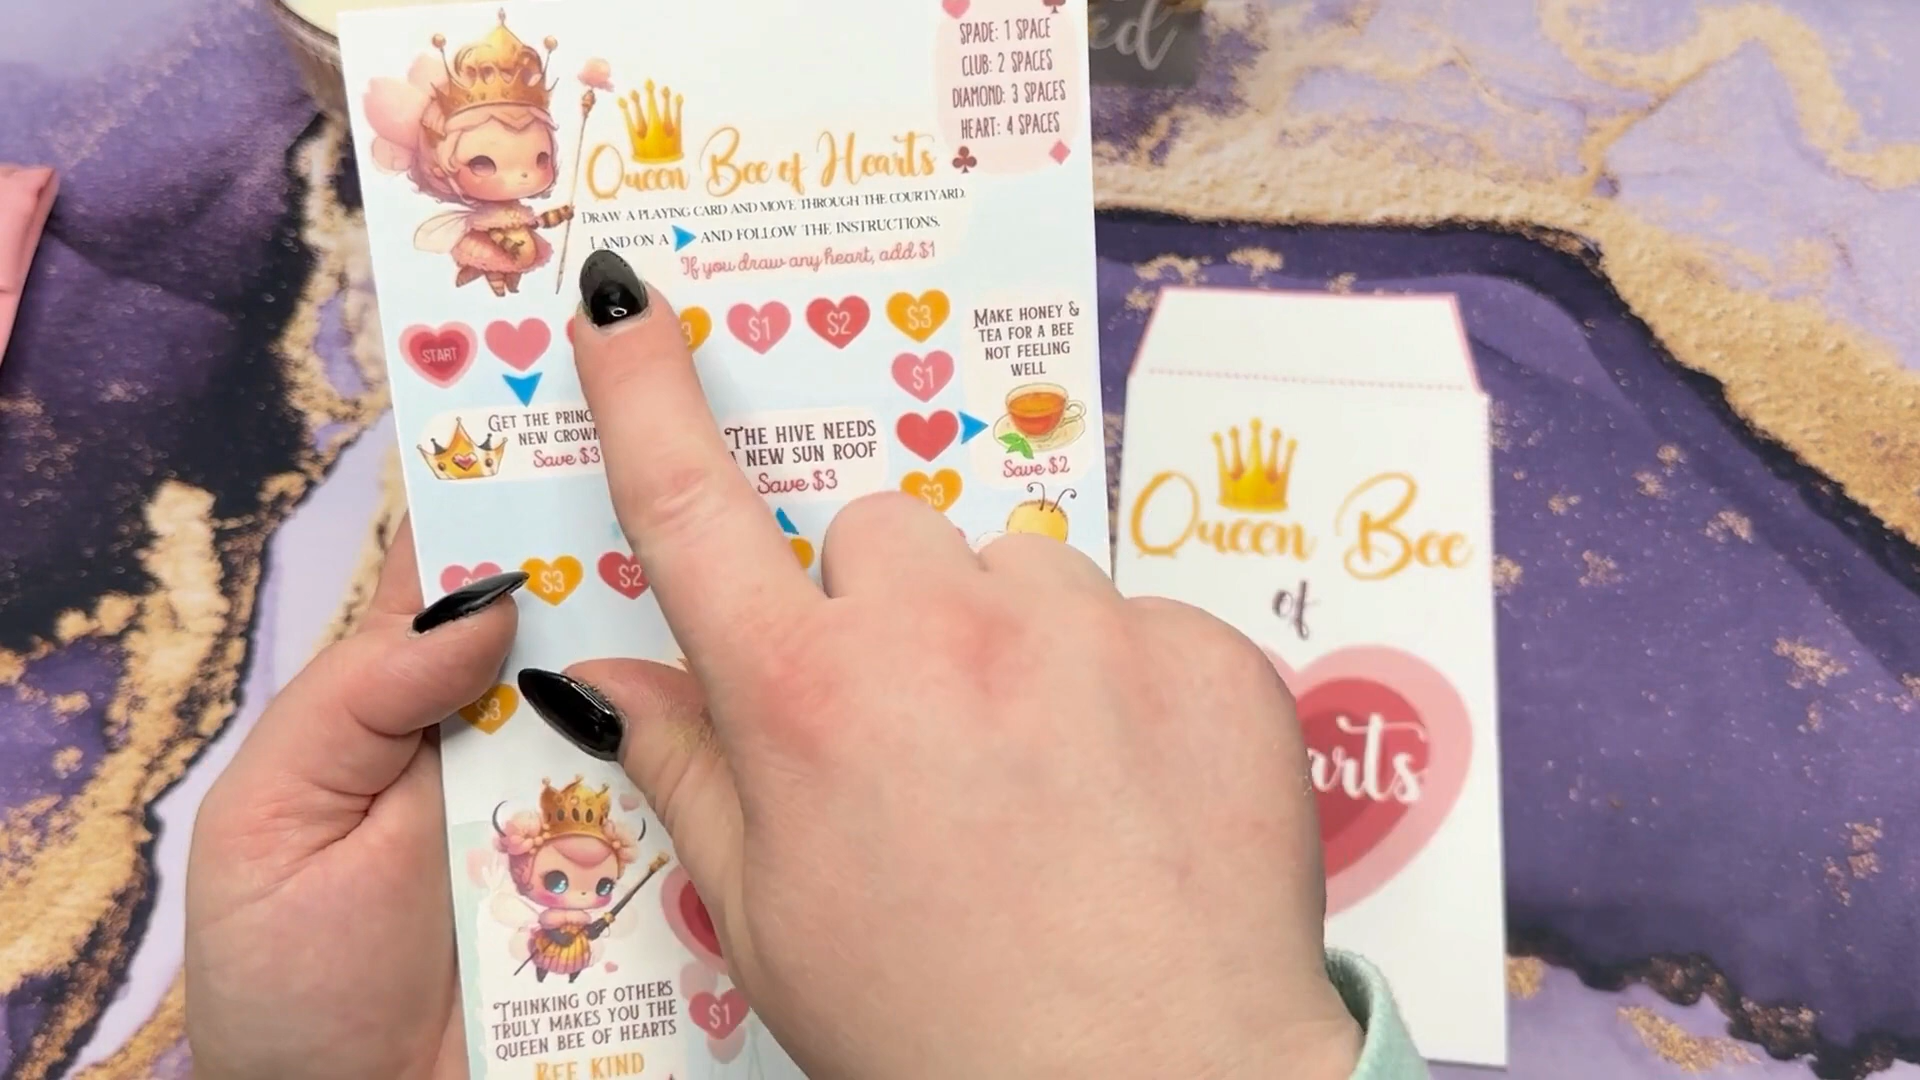 ed
SPADE: 1 SPACE
CLUB: 2 SPACES
DIAMOND: 3 SPACES
HEART: 4 SPACES
Queen Bee of Hearts
DRAW A PLAYING CARD AND MOVE THROUGH THE COURTYARD.
LAND ON A AND FOLLOW THE INSTRUCTIONS.
If you draw any heart, add $1
START
3
$1
$2
$3
$1
MAKE HONEY &
TEA FOR A BEE
NOT FEELING
WELL
Save $2
GET THE PRINC
NEW CROWN
Save $3
THE HIVE NEEDS
NEW SUN ROOF
Save $3
$3
$3
$2
$3
THINKING OF OTHERS
TRULY MAKES YOU THE
QUEEN BEE OF HEARTS
BEE KIND
$1
Queen Bee
of
arts